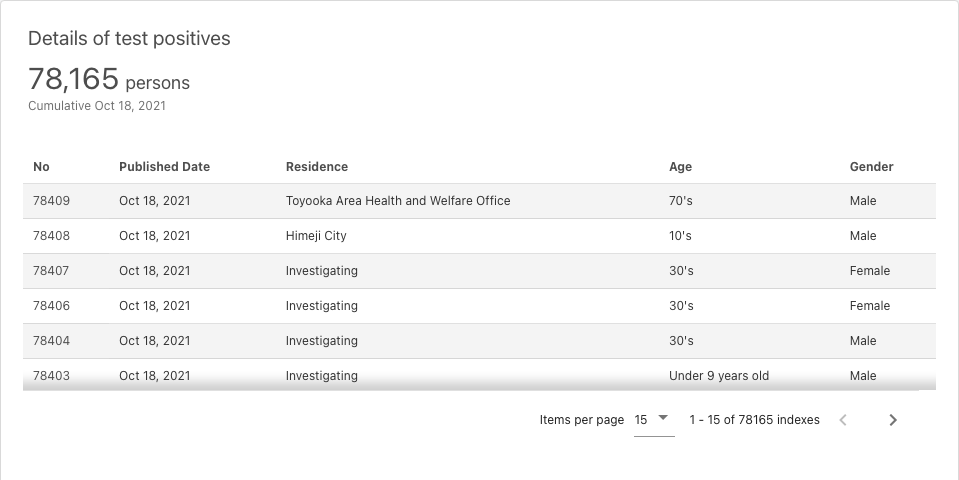 Details of test positives
78,165 persons
Cumulative Oct 18, 2021
No Published Date Residence Age Gender
78409 Oct 18, 2021 Toyooka Area Health and Welfare Office 70's Male
78408 Oct 18, 2021 Himeji City 10's Male
78407 Oct 18, 2021 Investigating 30's Female
78406 Oct 18, 2021 Investigating 30's Female
78404 Oct 18, 2021 Investigating 30's Male
78403 Oct 18, 2021 Investigating Under 9 years old Male
Items per page 15 1 - 15 of 78165 indexes